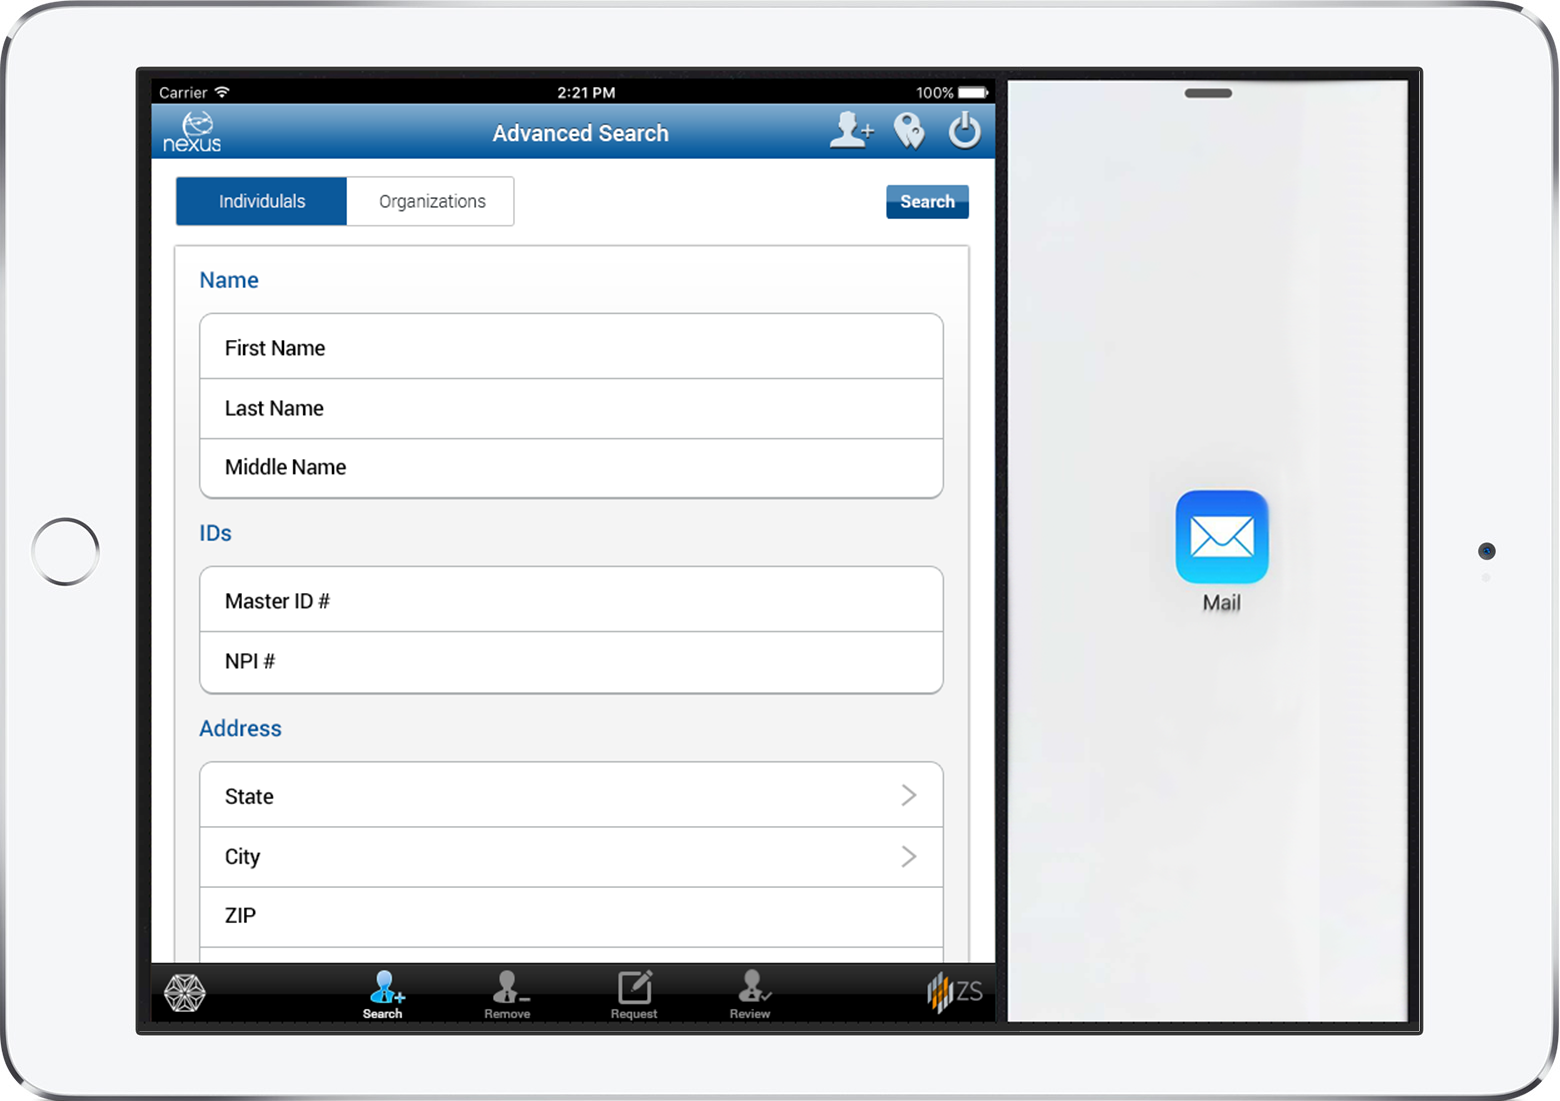 Carrier 2:21 PM 100%
nexus Advanced Search
Individulals Organizations Search
Name
First Name
Last Name
Middle Name
IDs
Master ID #
NPI #
Address
State
City
ZIP
Search Remove Request Review ZS
Mail